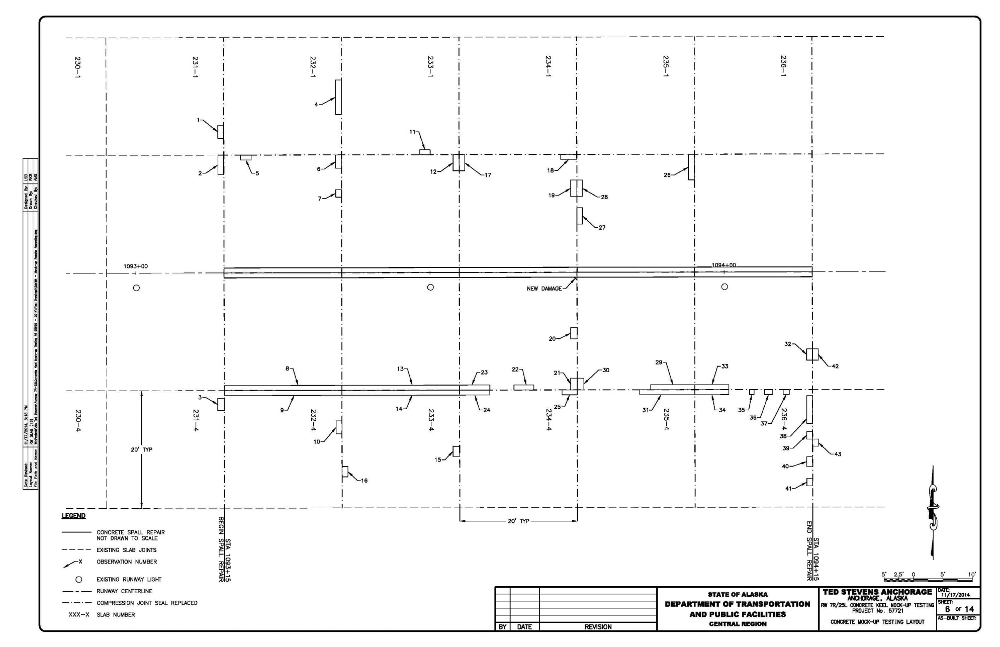 230-1
231-1
232-1
233-1
234-1
235-1
236-1
4
1
11
2
5
6
12
17
18
26
7
19
28
27
1093+00
1094+00
NEW DAMAGE
20
32
42
8
13
23
22
21
30
29
33
3
9
14
24
25
31
34
35
36
37
230-4
231-4
232-4
233-4
234-4
235-4
236-4
10
38
39
43
20' TYP
15
40
16
41
20' TYP
STA 1093+15
BEGIN SPALL REPAIR
STA 1094+15
END SPALL REPAIR
LEGEND
CONCRETE SPALL REPAIR
NOT DRAWN TO SCALE
EXISTING SLAB JOINTS
X OBSERVATION NUMBER
EXISTING RUNWAY LIGHT
RUNWAY CENTERLINE
COMPRESSION JOINT SEAL REPLACED
XXX-X SLAB NUMBER
5' 2.5' 0 5' 10'
BY DATE REVISION
STATE OF ALASKA
DEPARTMENT OF TRANSPORTATION
AND PUBLIC FACILITIES
CENTRAL REGION
TED STEVENS ANCHORAGE
ANCHORAGE, ALASKA
RW 7R/25L CONCRETE KEEL MOCK-UP TESTING
PROJECT No. 57721
CONCRETE MOCK-UP TESTING LAYOUT
DATE:
11/17/2014
SHEET:
6 OF 14
AS-BUILT SHEET:
Designed By: LSB
Drawn By: RKB
Checked By: AMS
Date Revised: 11/17/2014, 5:15 PM
Layout Name: RW SLAB (16)
File Path and Name: